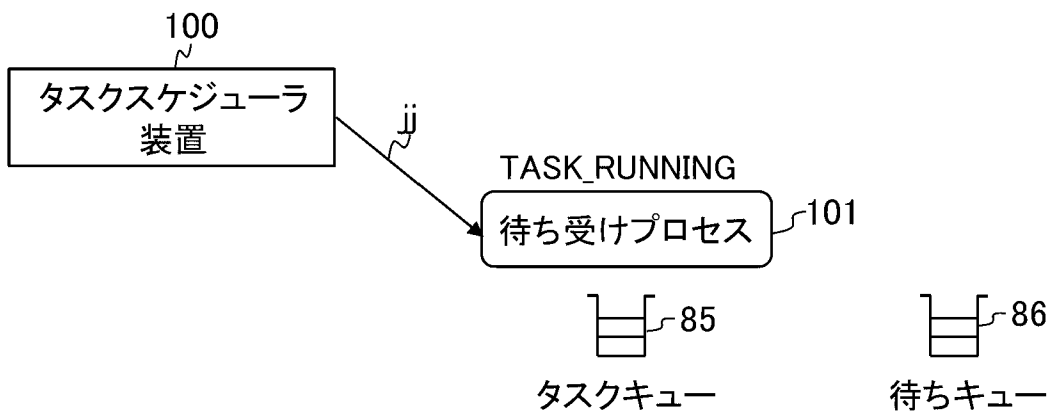 100
タスクスケジューラ
装置
jj
TASK_RUNNING
待ち受けプロセス
101
85
86
タスクキュー
待ちキュー